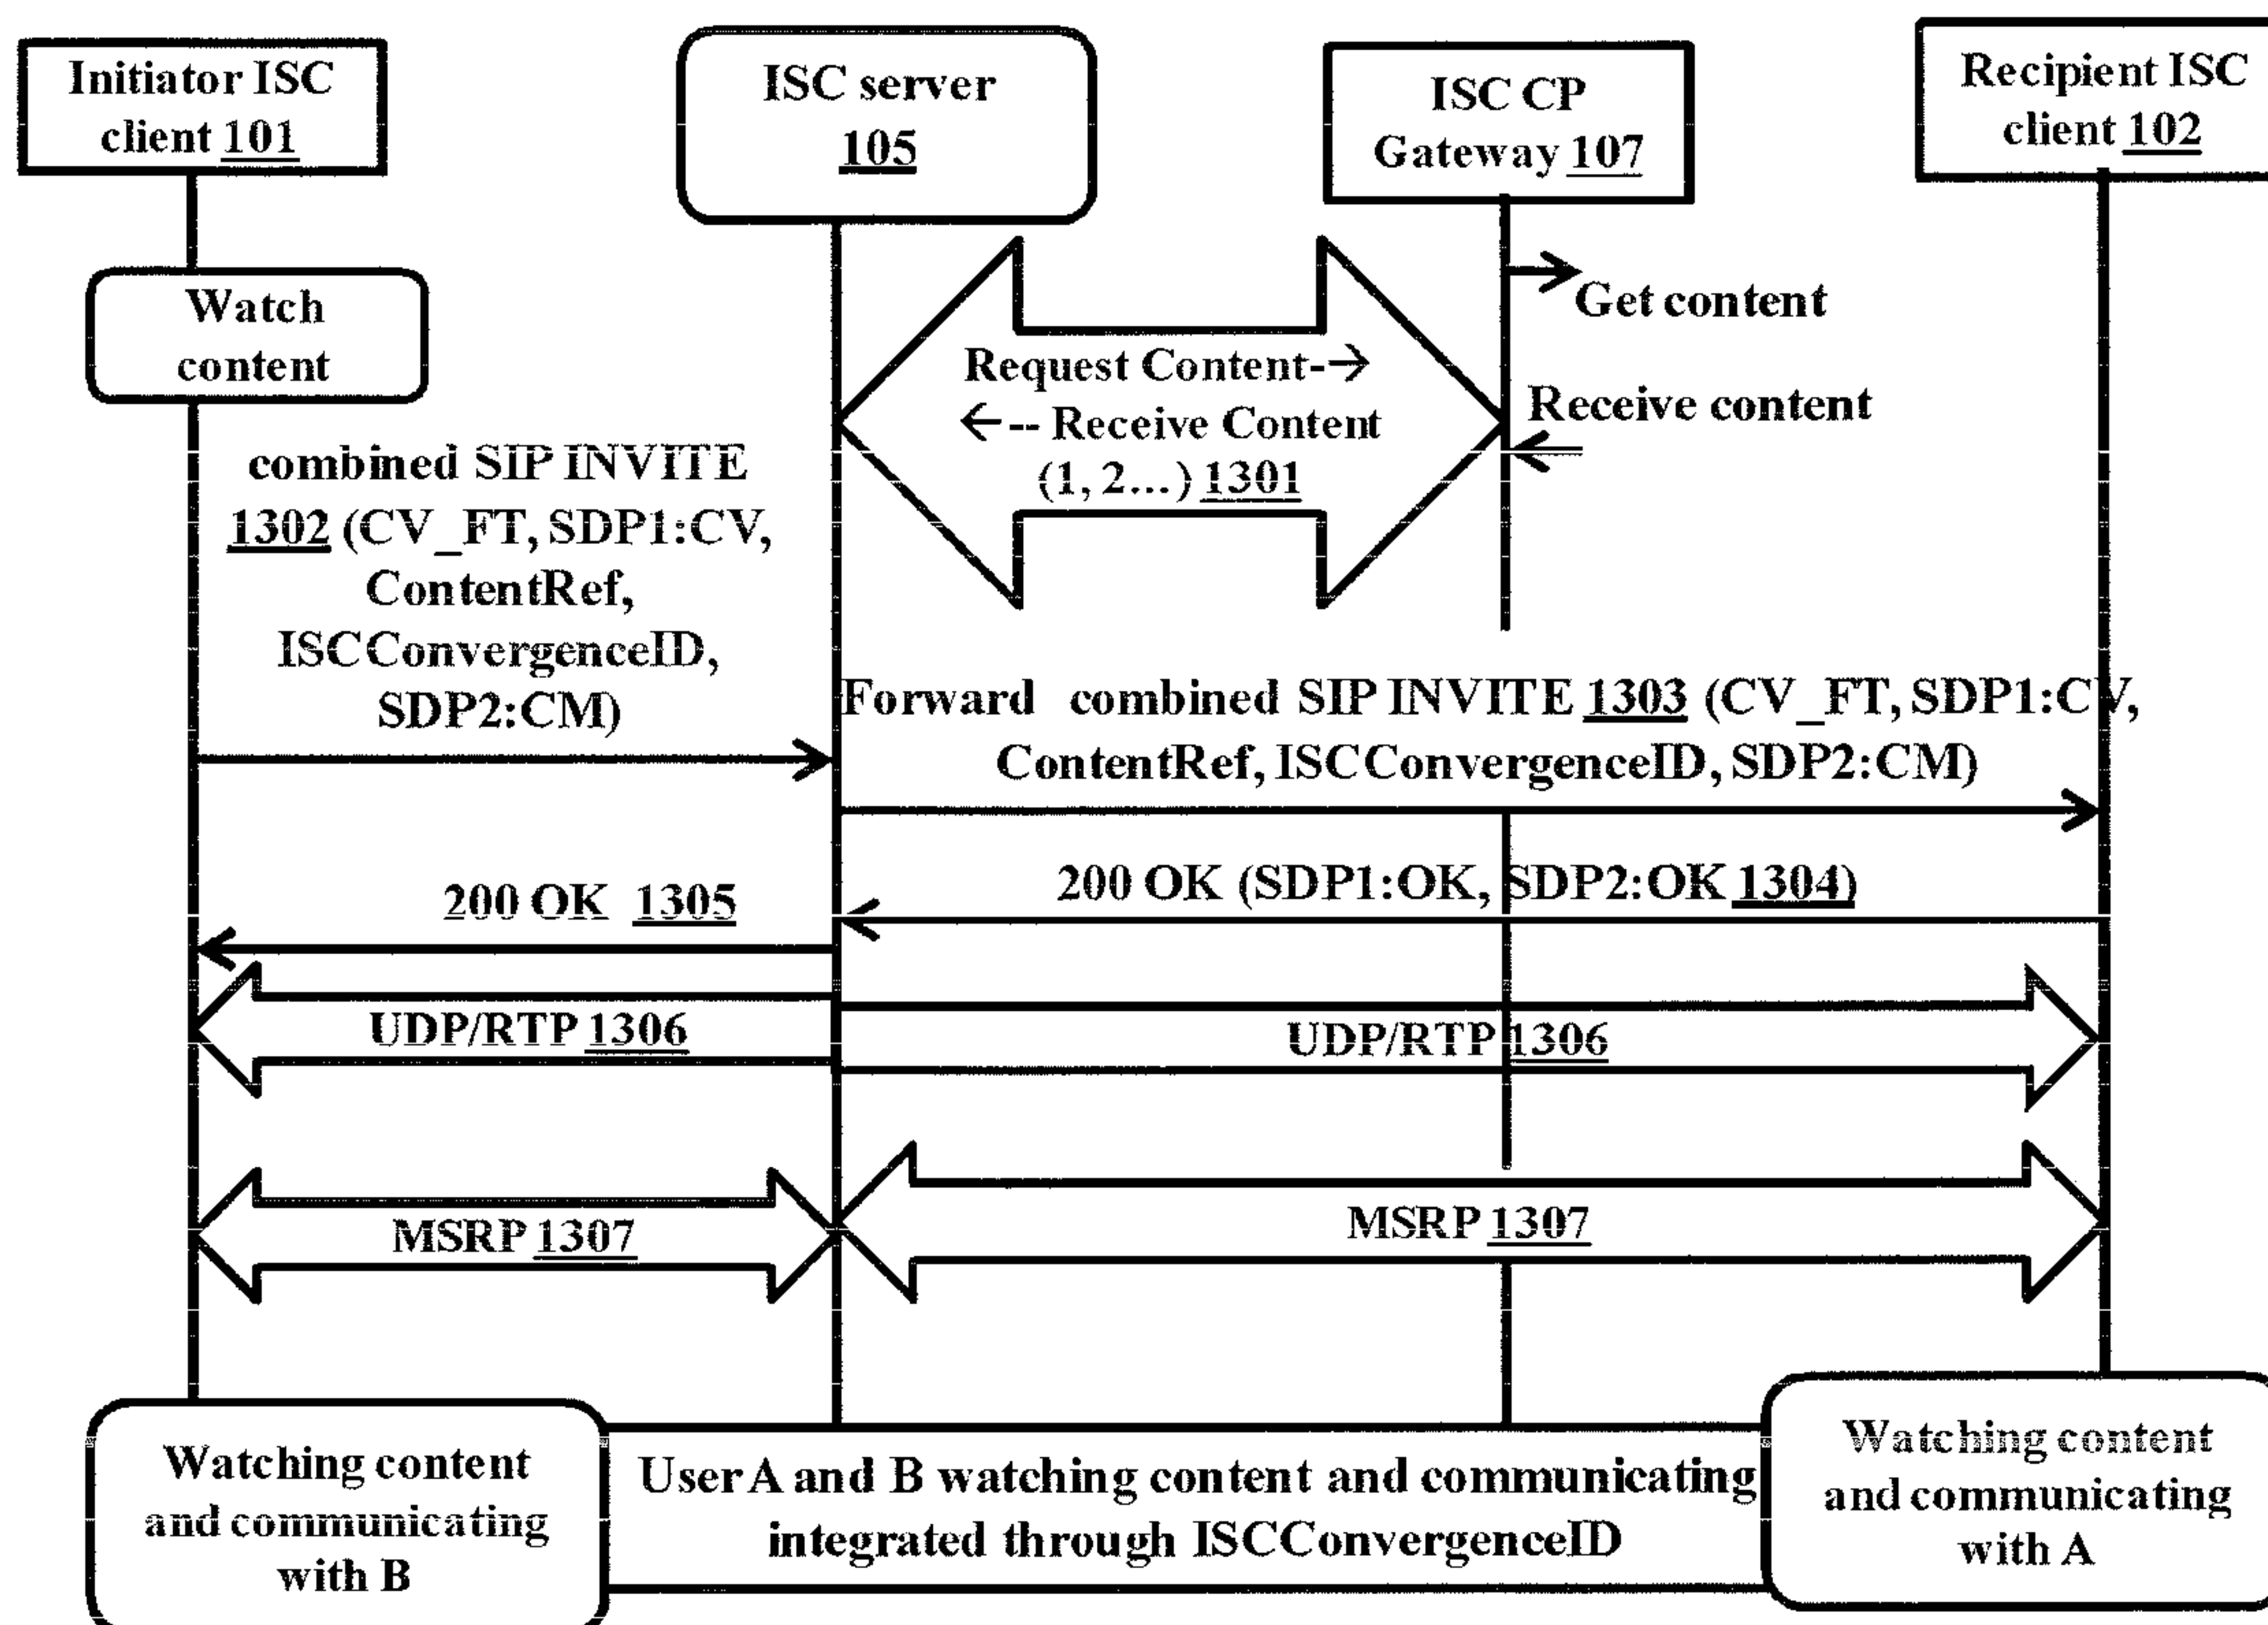 Initiator ISC
client 101
ISC server
105
ISC CP
Gateway 107
Recipient ISC
client 102
Watch
content
Get content
Request Content-→
←-- Receive Content
(1, 2...) 1301
Receive content
combined SIP INVITE
1302 (CV_FT, SDP1:CV,
ContentRef,
ISCConvergenceID,
SDP2:CM)
Forward combined SIP INVITE 1303 (CV_FT, SDP1:CV,
ContentRef, ISCConvergenceID, SDP2:CM)
200 OK (SDP1:OK, SDP2:OK 1304)
200 OK 1305
UDP/RTP 1306
UDP/RTP 1306
MSRP 1307
MSRP 1307
Watching content
and communicating
with B
User A and B watching content and communicating
integrated through ISCConvergenceID
Watching content
and communicating
with A